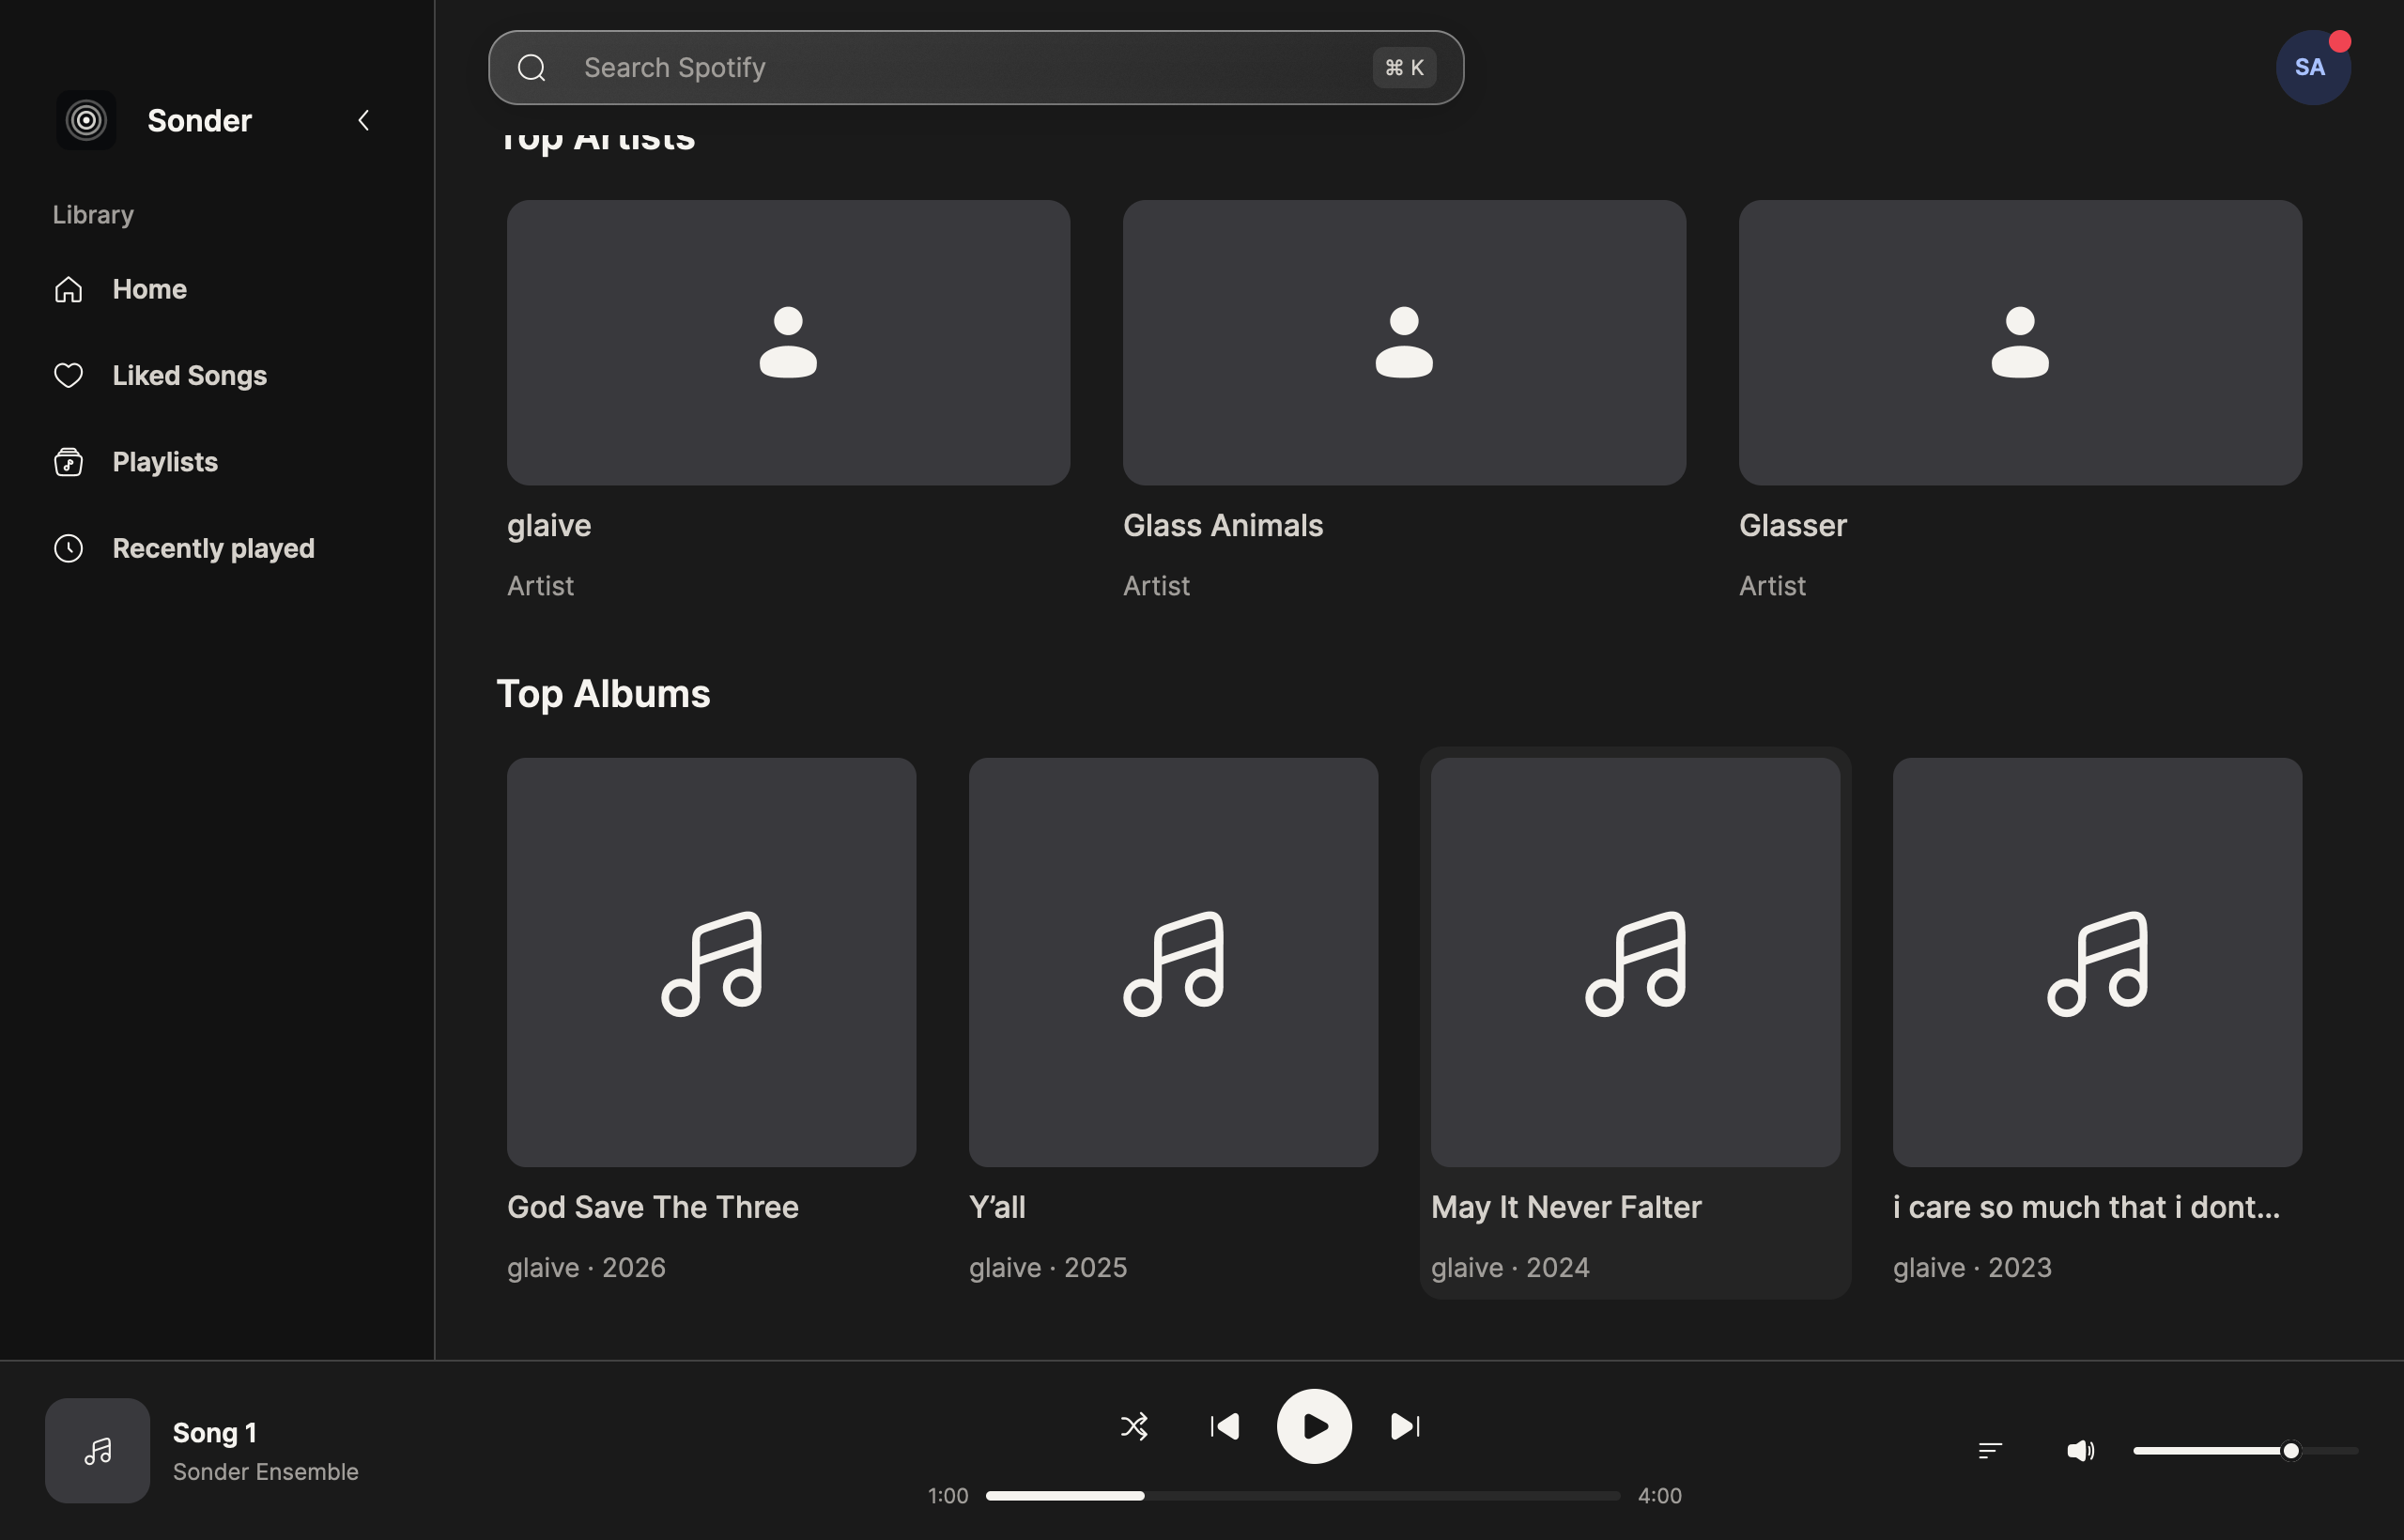 Search Spotify
⌘ K
SA
Sonder
Library
Home
Liked Songs
Playlists
Recently played
Top Artists
glaive
Artist
Glass Animals
Artist
Glasser
Artist
Top Albums
God Save The Three
glaive · 2026
Y’all
glaive · 2025
May It Never Falter
glaive · 2024
i care so much that i dont...
glaive · 2023
Song 1
Sonder Ensemble
1:00
4:00